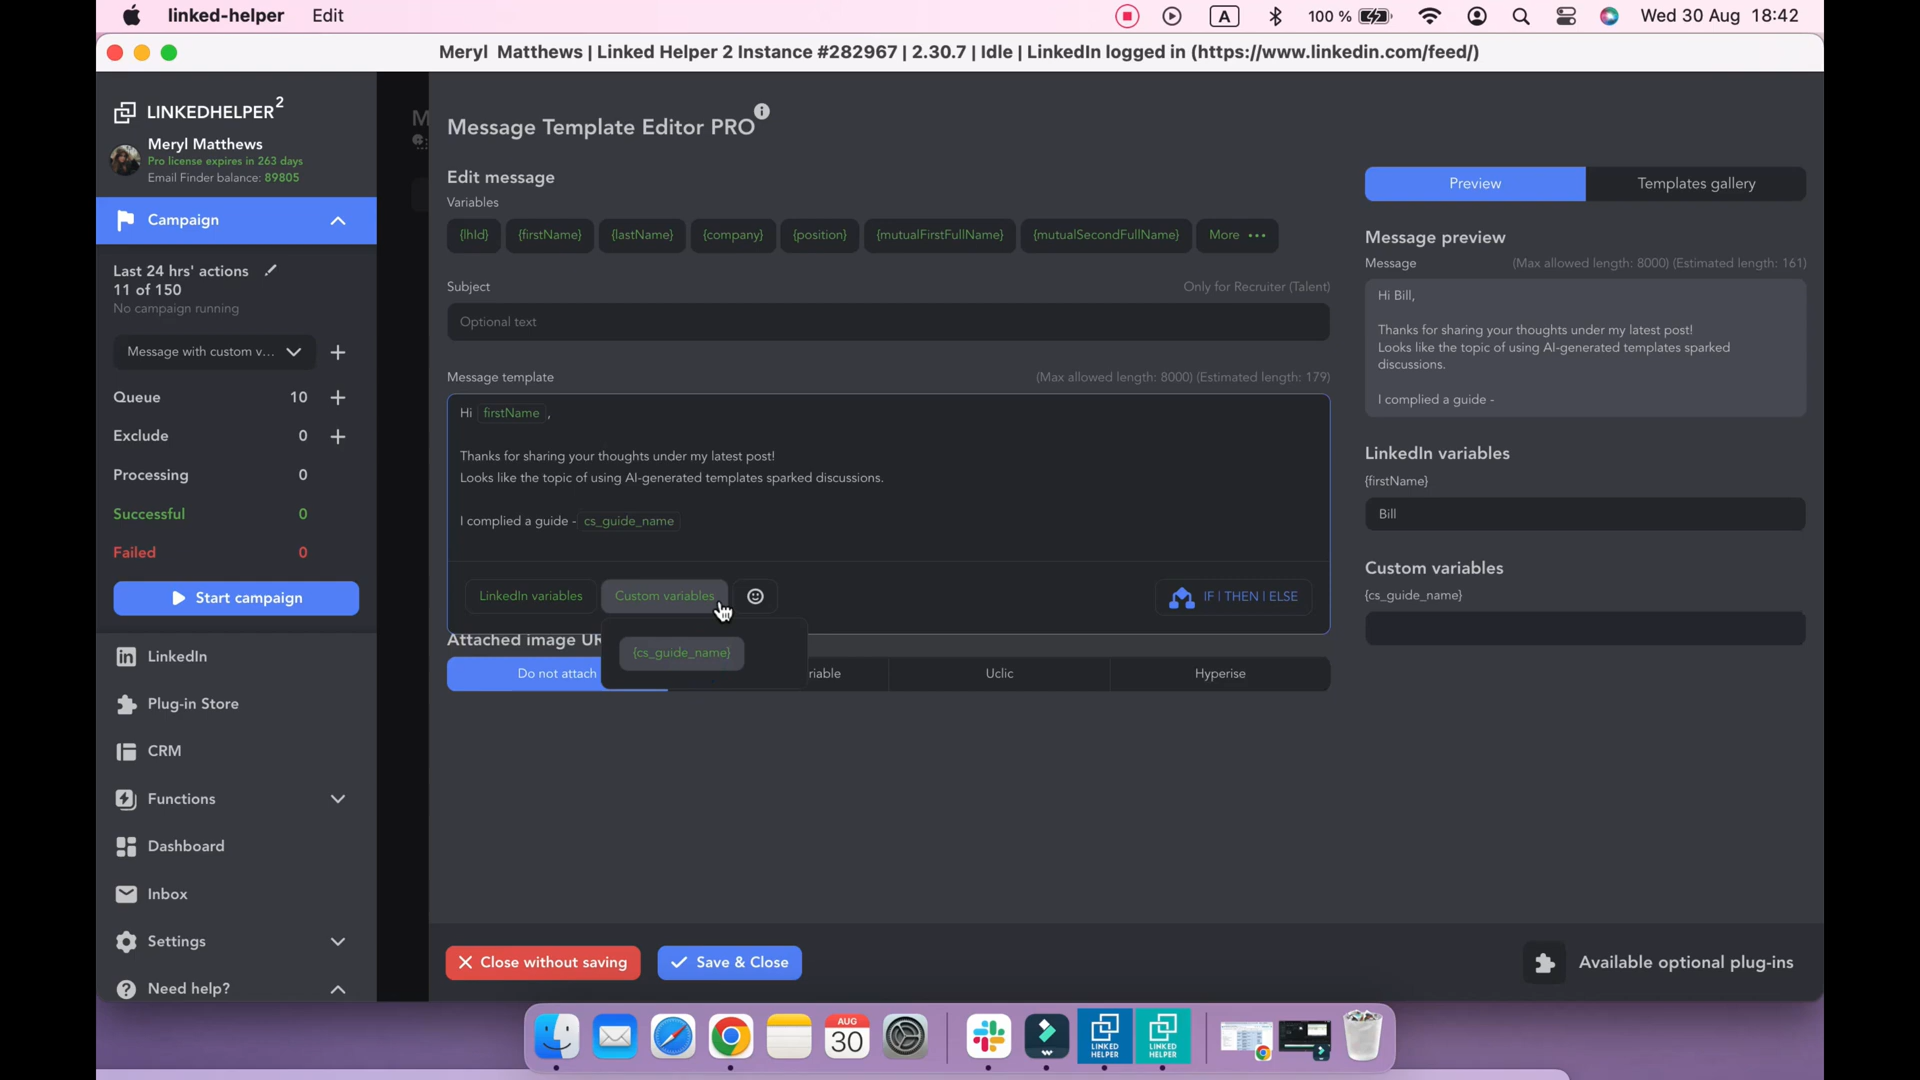 linked-helper Edit
A 100 % Wed 30 Aug 18:42
Meryl Matthews | Linked Helper 2 Instance #282967 | 2.30.7 | Idle | LinkedIn logged in (https://www.linkedin.com/feed/)
LINKEDHELPER 2
Meryl Matthews
Pro license expires in 263 days
Email Finder balance: 89805
Campaign
Last 24 hrs' actions
11 of 150
No campaign running
Message with custom v...
Queue 10
Exclude 0
Processing 0
Successful 0
Failed 0
Start campaign
LinkedIn
Plug-in Store
CRM
Functions
Dashboard
Inbox
Settings
Need help?
M
Message Template Editor PRO
Edit message
Variables
{lhId} {firstName} {lastName} {company} {position} {mutualFirstFullName} {mutualSecondFullName} More •••
Subject Only for Recruiter (Talent)
Optional text
Message template (Max allowed length: 8000) (Estimated length: 179)
Hi firstName ,
Thanks for sharing your thoughts under my latest post!
Looks like the topic of using AI-generated templates sparked discussions.
I complied a guide - cs_guide_name
LinkedIn variables Custom variables IF | THEN | ELSE
Attached image UR
{cs_guide_name}
Do not attach riable Uclic Hyperise
Close without saving Save & Close
Preview Templates gallery
Message preview
Message (Max allowed length: 8000) (Estimated length: 161)
Hi Bill,
Thanks for sharing your thoughts under my latest post!
Looks like the topic of using AI-generated templates sparked
discussions.
I complied a guide -
LinkedIn variables
{firstName}
Bill
Custom variables
{cs_guide_name}
Available optional plug-ins
AUG
30
LINKED
HELPER
LINKED
HELPER